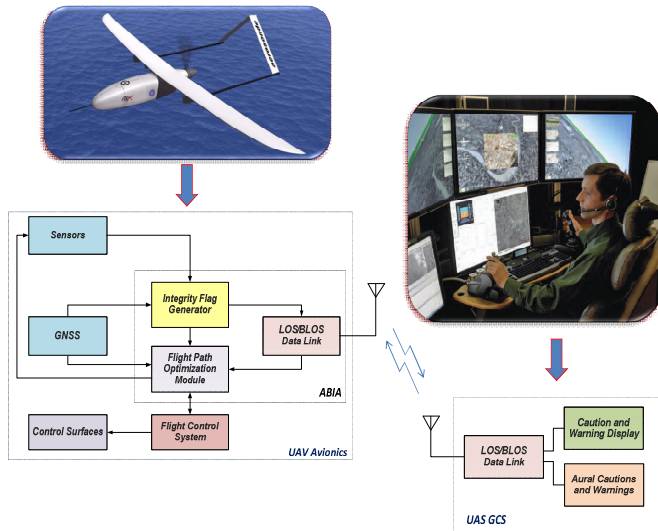 Sensors
Integrity Flag
Generator
GNSS
LOS/BLOS
Data Link
Flight Path
Optimization
Module
ABIA
Control Surfaces
Flight Control
System
UAV Avionics
Caution and
Warning Display
LOS/BLOS
Data Link
Aural Cautions
and Warnings
UAS GCS